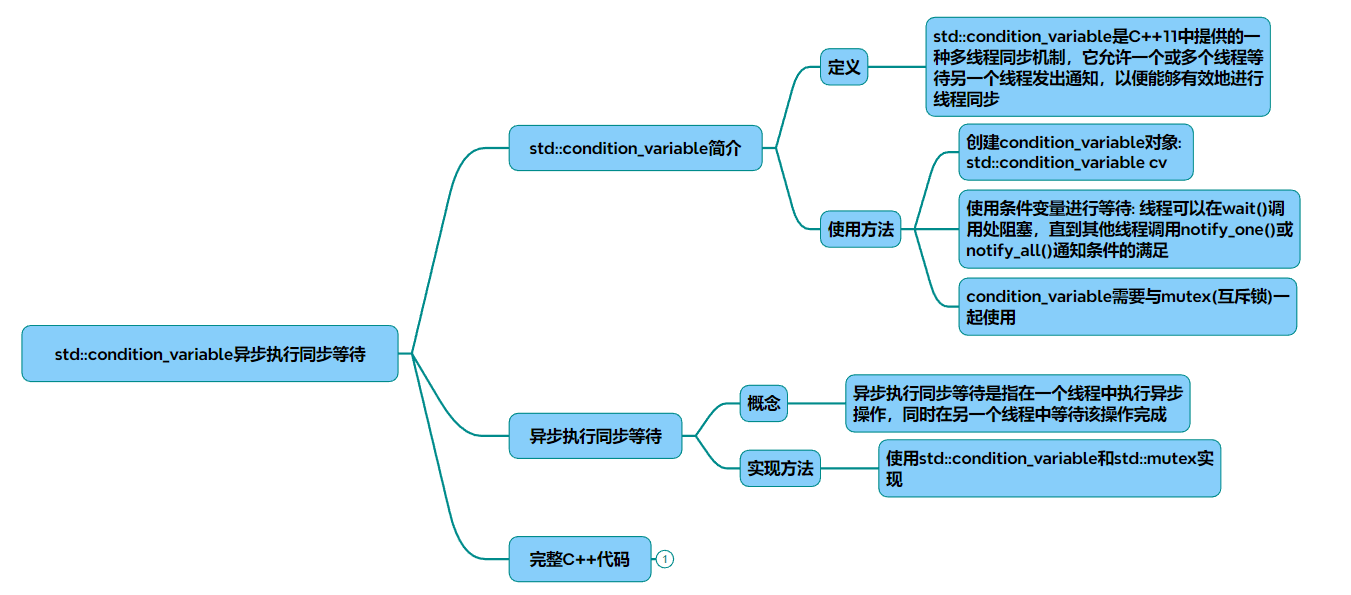 std::condition_variable异步执行同步等待
std::condition_variable简介
定义
std::condition_variable是C++11中提供的一
种多线程同步机制，它允许一个或多个线程等
待另一个线程发出通知，以便能够有效地进行
线程同步
使用方法
创建condition_variable对象:
std::condition_variable cv
使用条件变量进行等待: 线程可以在wait()调
用处阻塞，直到其他线程调用notify_one()或
notify_all()通知条件的满足
condition_variable需要与mutex(互斥锁)一
起使用
异步执行同步等待
概念
异步执行同步等待是指在一个线程中执行异步
操作，同时在另一个线程中等待该操作完成
实现方法
使用std::condition_variable和std::mutex实
现
完整C++代码
1